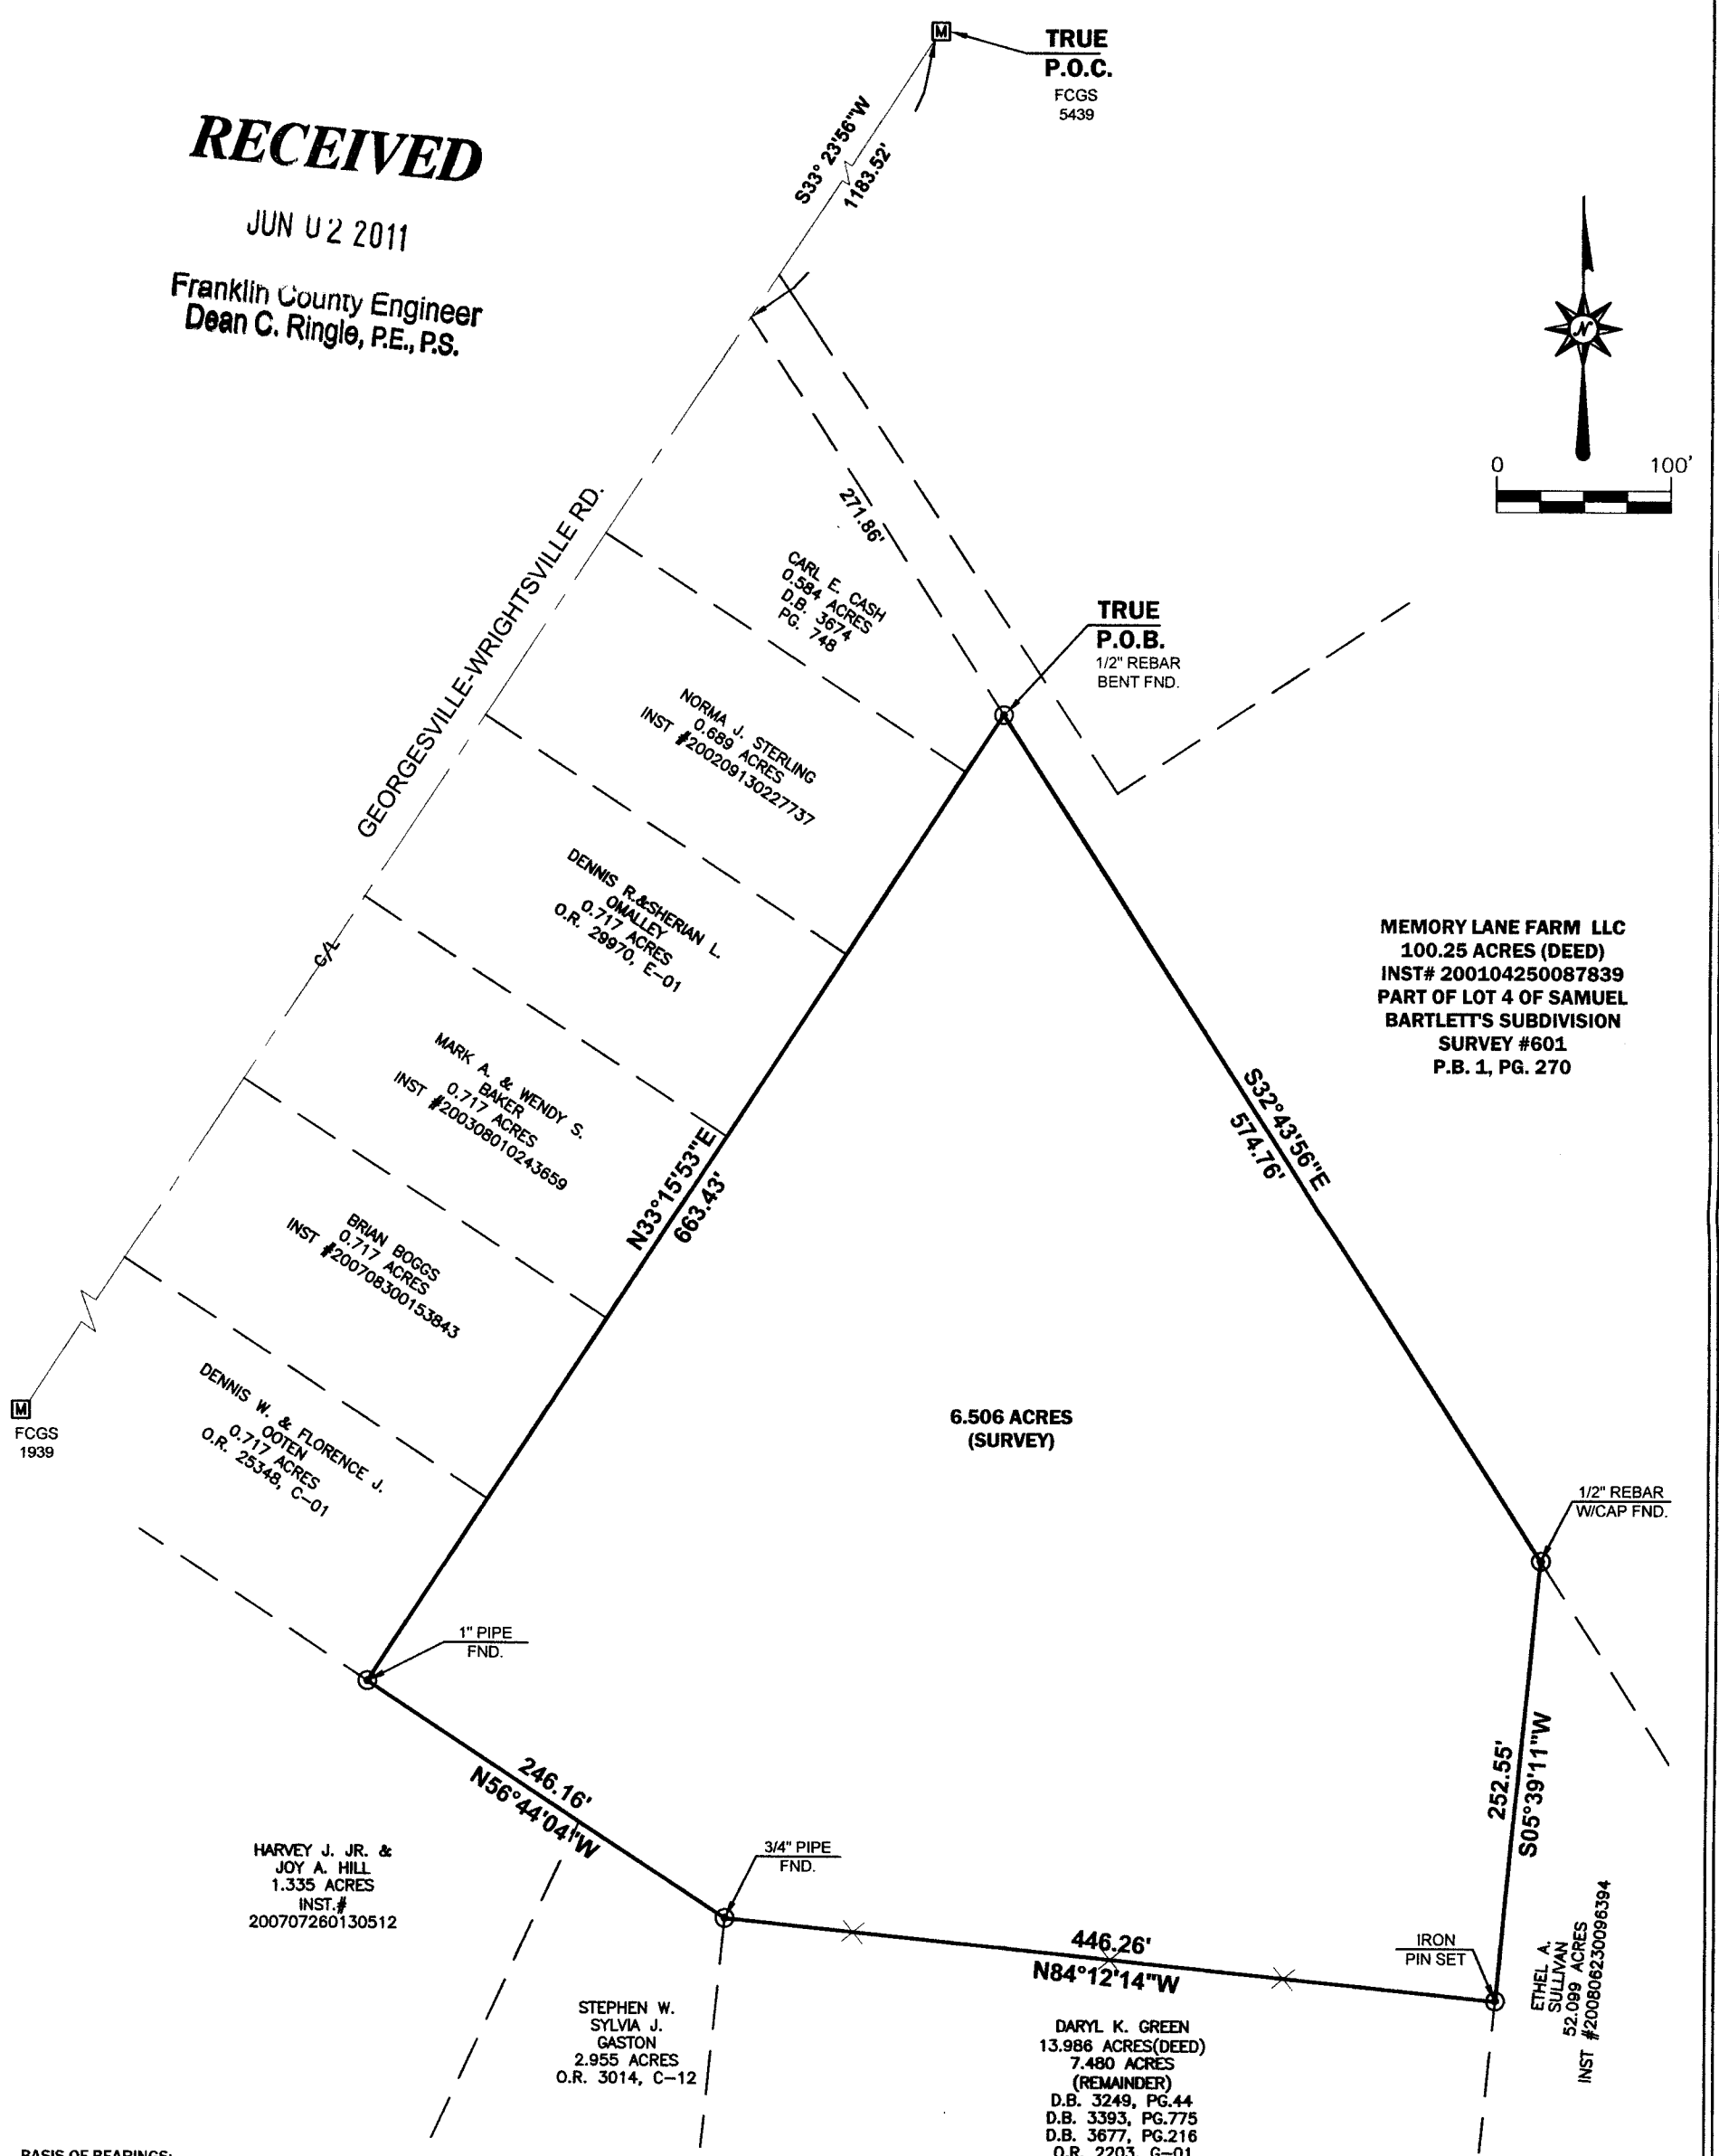 TRUE
P.O.C.
FCGS
5439
RECEIVED
JUN 02 2011
Franklin County Engineer
Dean C. Ringle, P.E., P.S.
S33° 23'56"W
1183.52'
N
0 100'
GEORGESVILLE-WRIGHTSVILLE RD.
C/L
271.86'
CARL E. CASH
0.584 ACRES
D.B. 3674
PG. 748
TRUE
P.O.B.
1/2" REBAR
BENT FND.
NORMA J. STERLING
0.689 ACRES
INST #200209130227737
DENNIS R.&SHERIAN L.
OMALLEY
0.717 ACRES
O.R. 29970, E-01
MEMORY LANE FARM LLC
100.25 ACRES (DEED)
INST# 200104250087839
PART OF LOT 4 OF SAMUEL
BARTLETT'S SUBDIVISION
SURVEY #601
P.B. 1, PG. 270
MARK A. & WENDY S.
BAKER
0.717 ACRES
INST #200308010243659
N33°15'53"E
663.43'
S32°43'56"E
574.76'
BRIAN BOGGS
0.717 ACRES
INST #200708300153843
DENNIS W. & FLORENCE J.
OOTEN
0.717 ACRES
O.R. 25348, C-01
M
FCGS
1939
M
6.506 ACRES
(SURVEY)
1/2" REBAR
W/CAP FND.
1" PIPE
FND.
246.16'
N56°44'04"W
252.55'
S05°39'11"W
HARVEY J. JR. &
JOY A. HILL
1.335 ACRES
INST.#
200707260130512
3/4" PIPE
FND.
446.26'
N84°12'14"W
IRON
PIN SET
ETHEL A.
SULLIVAN
52.099 ACRES
INST #200806230096394
STEPHEN W.
SYLVIA J.
GASTON
2.955 ACRES
O.R. 3014, C-12
DARYL K. GREEN
13.986 ACRES(DEED)
7.480 ACRES
(REMAINDER)
D.B. 3249, PG.44
D.B. 3393, PG.775
D.B. 3677, PG.216
O.R. 2203, G-01
BASIS OF BEARINGS: